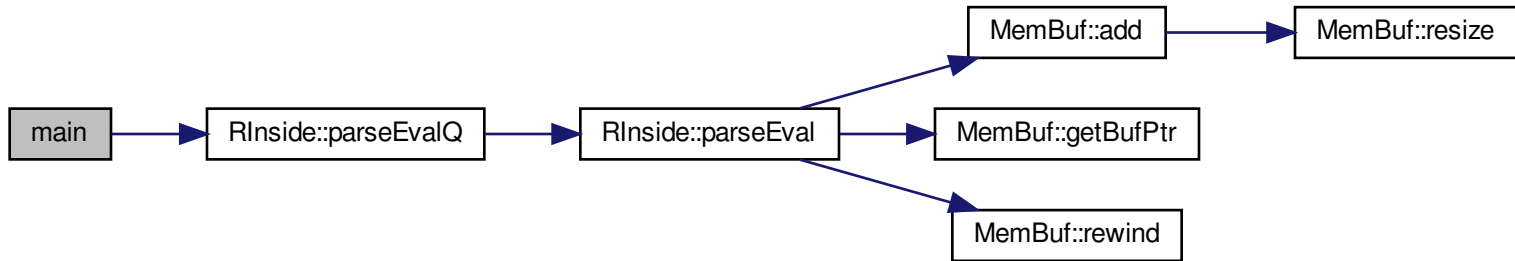 MemBuf::add
MemBuf::resize
main
RInside::parseEvalQ
RInside::parseEval
MemBuf::getBufPtr
MemBuf::rewind